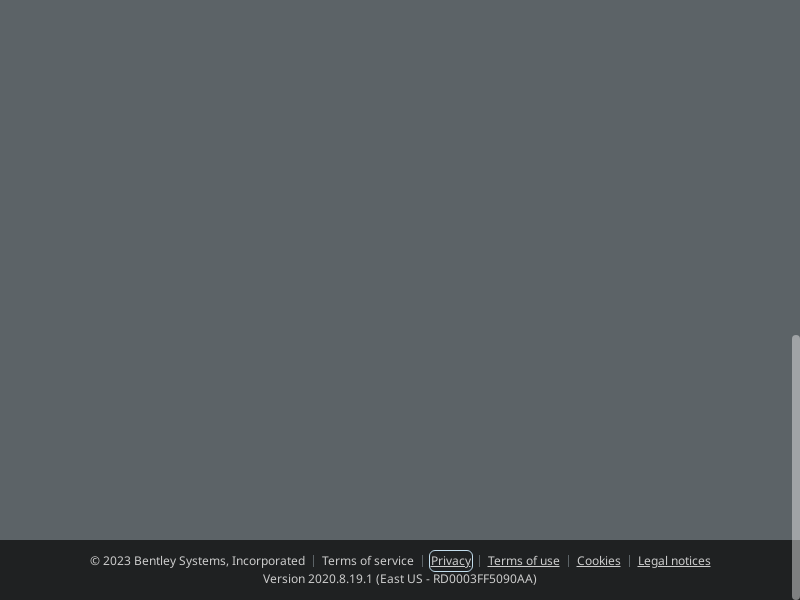 © 2023 Bentley Systems, Incorporated | Terms of service | Privacy | Terms of use | Cookies | Legal notices
Version 2020.8.19.1 (East US - RD0003FF5090AA)